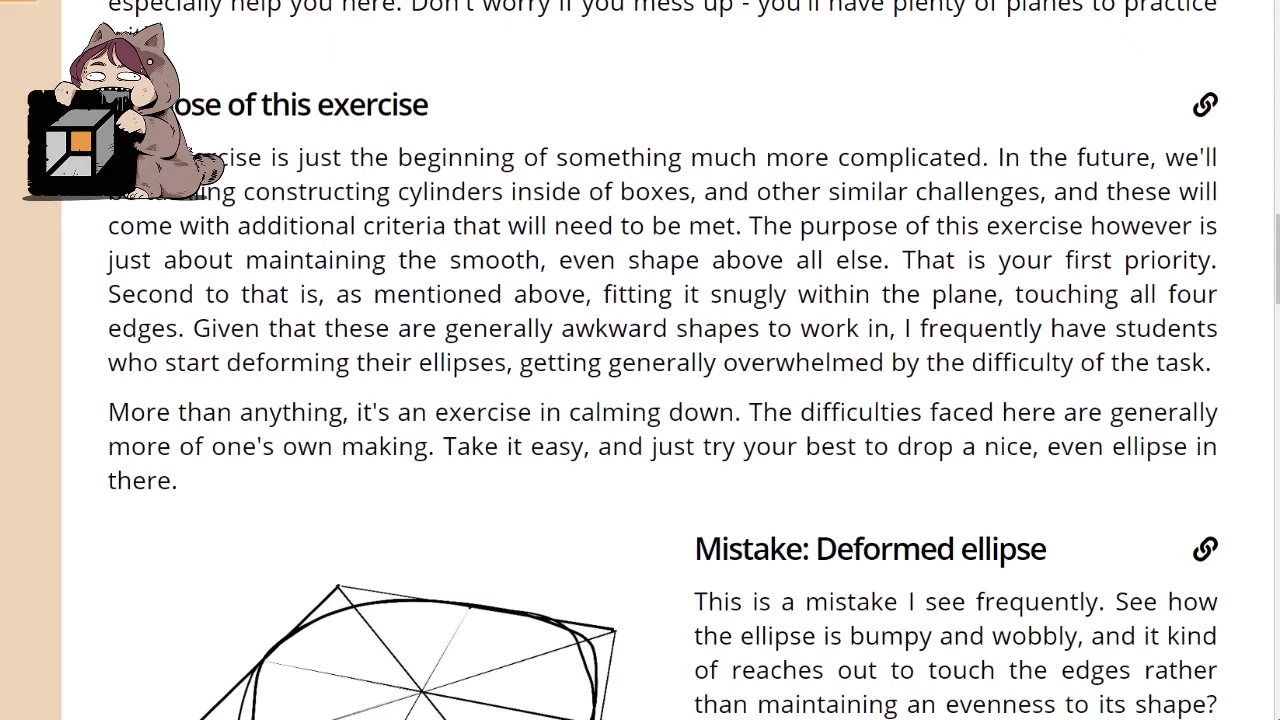 especially help you here. Don't worry if you mess up - you'll have plenty of planes to practice
ose of this exercise
rcise is just the beginning of something much more complicated. In the future, we'll
constructing cylinders inside of boxes, and other similar challenges, and these will
come with additional criteria that will need to be met. The purpose of this exercise however is
just about maintaining the smooth, even shape above all else. That is your first priority.
Second to that is, as mentioned above, fitting it snugly within the plane, touching all four
edges. Given that these are generally awkward shapes to work in, I frequently have students
who start deforming their ellipses, getting generally overwhelmed by the difficulty of the task.
More than anything, it's an exercise in calming down. The difficulties faced here are generally
more of one's own making. Take it easy, and just try your best to drop a nice, even ellipse in
there.
Mistake: Deformed ellipse
This is a mistake I see frequently. See how
the ellipse is bumpy and wobbly, and it kind
of reaches out to touch the edges rather
than maintaining an evenness to its shape?